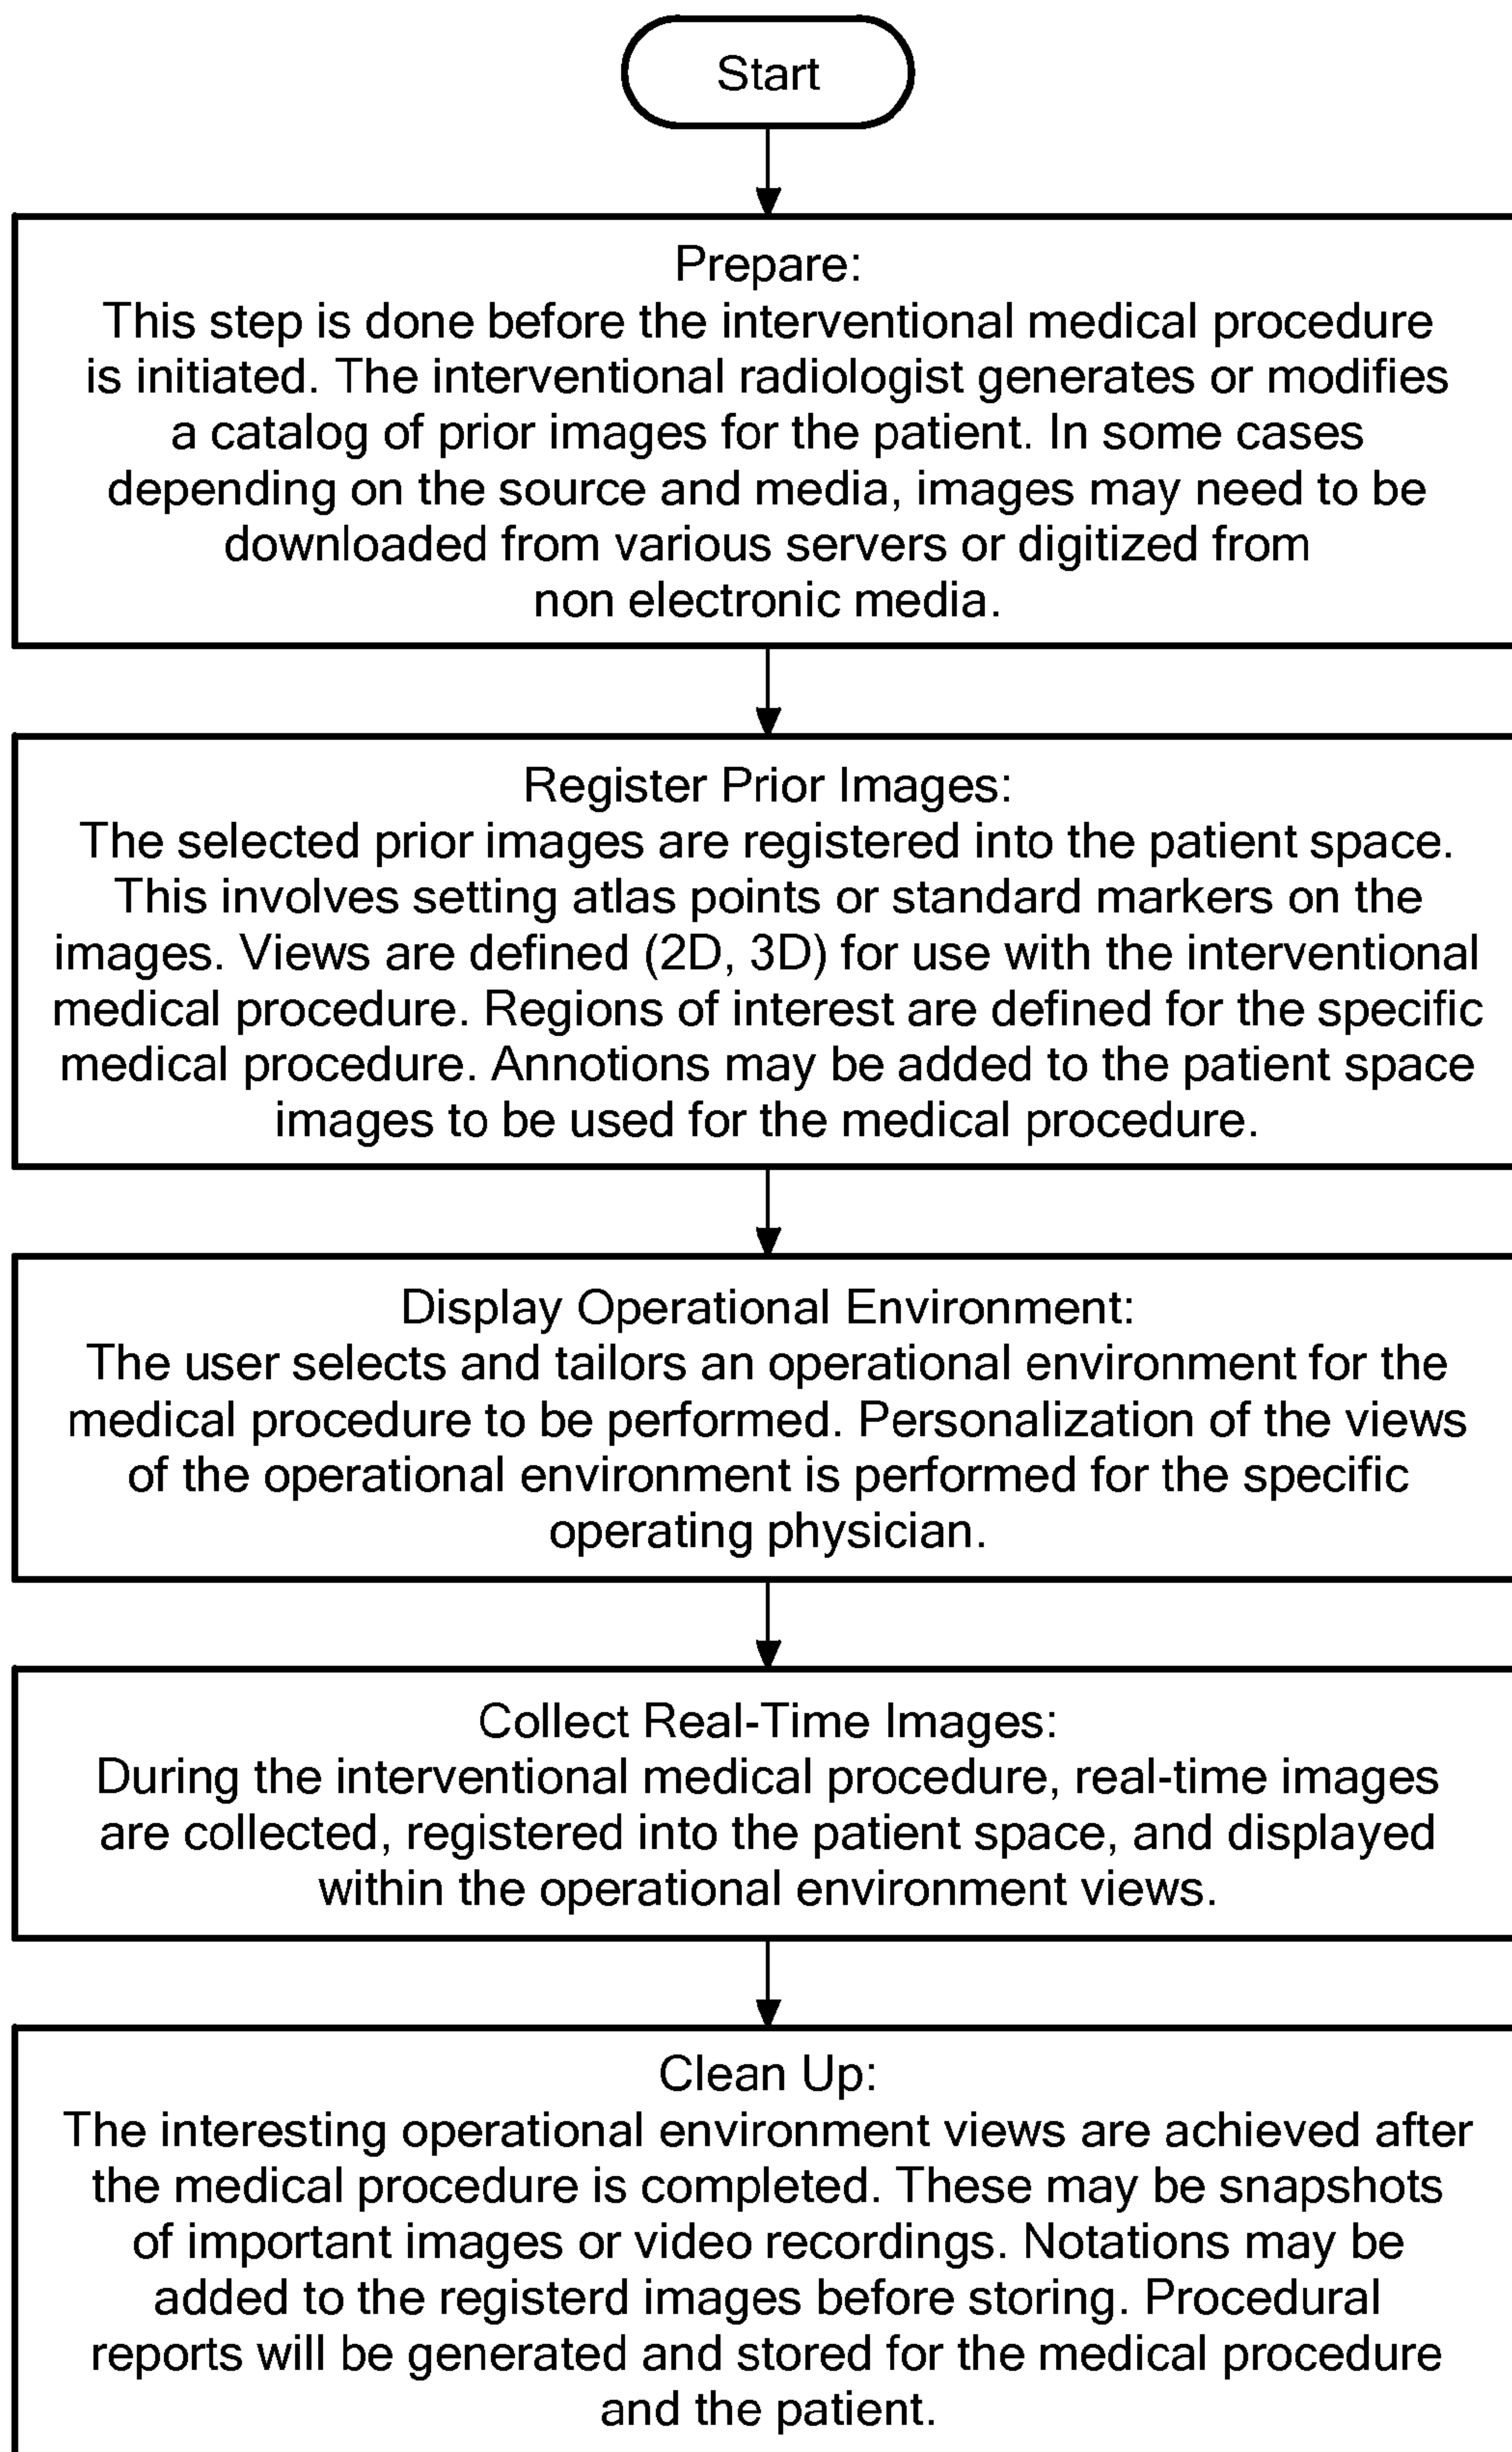 Start
Prepare:
This step is done before the interventional medical procedure
is initiated. The interventional radiologist generates or modifies
a catalog of prior images for the patient. In some cases
depending on the source and media, images may need to be
downloaded from various servers or digitized from
non electronic media.
Register Prior Images:
The selected prior images are registered into the patient space.
This involves setting atlas points or standard markers on the
images. Views are defined (2D, 3D) for use with the interventional
medical procedure. Regions of interest are defined for the specific
medical procedure. Annotions may be added to the patient space
images to be used for the medical procedure.
Display Operational Environment:
The user selects and tailors an operational environment for the
medical procedure to be performed. Personalization of the views
of the operational environment is performed for the specific
operating physician.
Collect Real-Time Images:
During the interventional medical procedure, real-time images
are collected, registered into the patient space, and displayed
within the operational environment views.
Clean Up:
The interesting operational environment views are achieved after
the medical procedure is completed. These may be snapshots
of important images or video recordings. Notations may be
added to the registerd images before storing. Procedural
reports will be generated and stored for the medical procedure
and the patient.